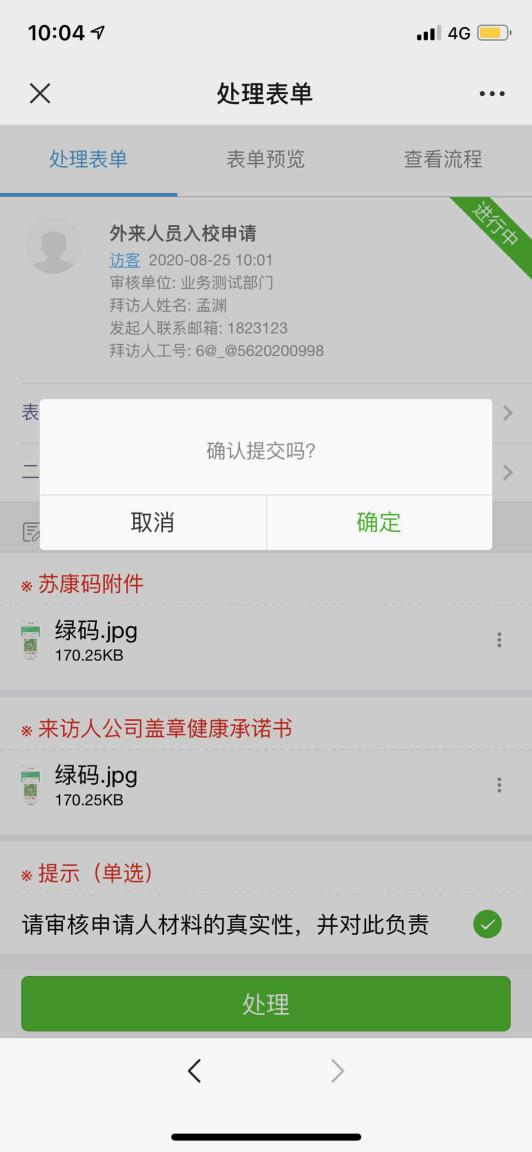 10:04
4G
处理表单
处理表单
表单预览
查看流程
进行中
外来人员入校申请
访客 2020-08-25 10:01
审核单位: 业务测试部门
拜访人姓名: 孟渊
发起人联系邮箱: 1823123
拜访人工号: 6@_@5620200998
表
确认提交吗?
二
取消
确定
※ 苏康码附件
绿码.jpg
170.25KB
※ 来访人公司盖章健康承诺书
绿码.jpg
170.25KB
※ 提示（单选）
请审核申请人材料的真实性，并对此负责
处理